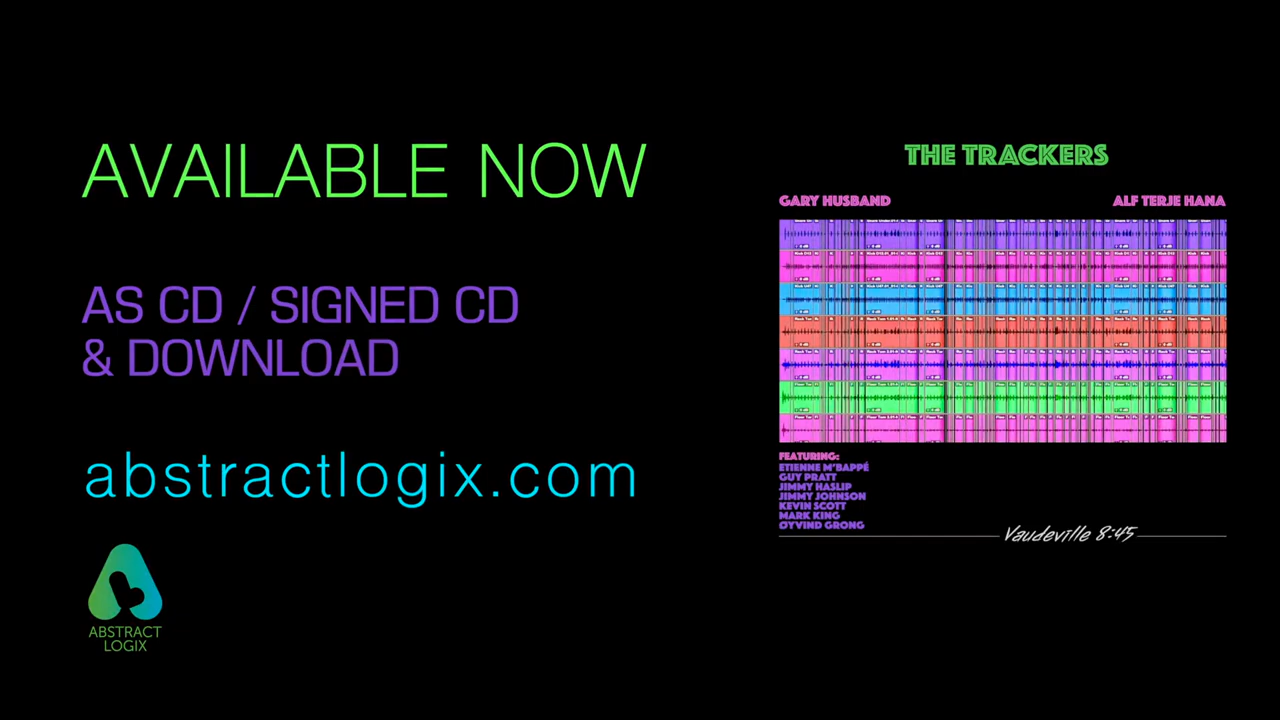 AVAILABLE NOW
AS CD / SIGNED CD
& DOWNLOAD
abstractlogix.com
ABSTRACT
LOGIX
THE TRACKERS
GARY HUSBAND
ALF TERJE HANA
FEATURING:
ETIENNE M'BAPPÉ
GUY PRATT
JIMMY HASLIP
JIMMY JOHNSON
KEVIN SCOTT
MARK KING
ØYVIND GRONG
Vaudeville 8:45